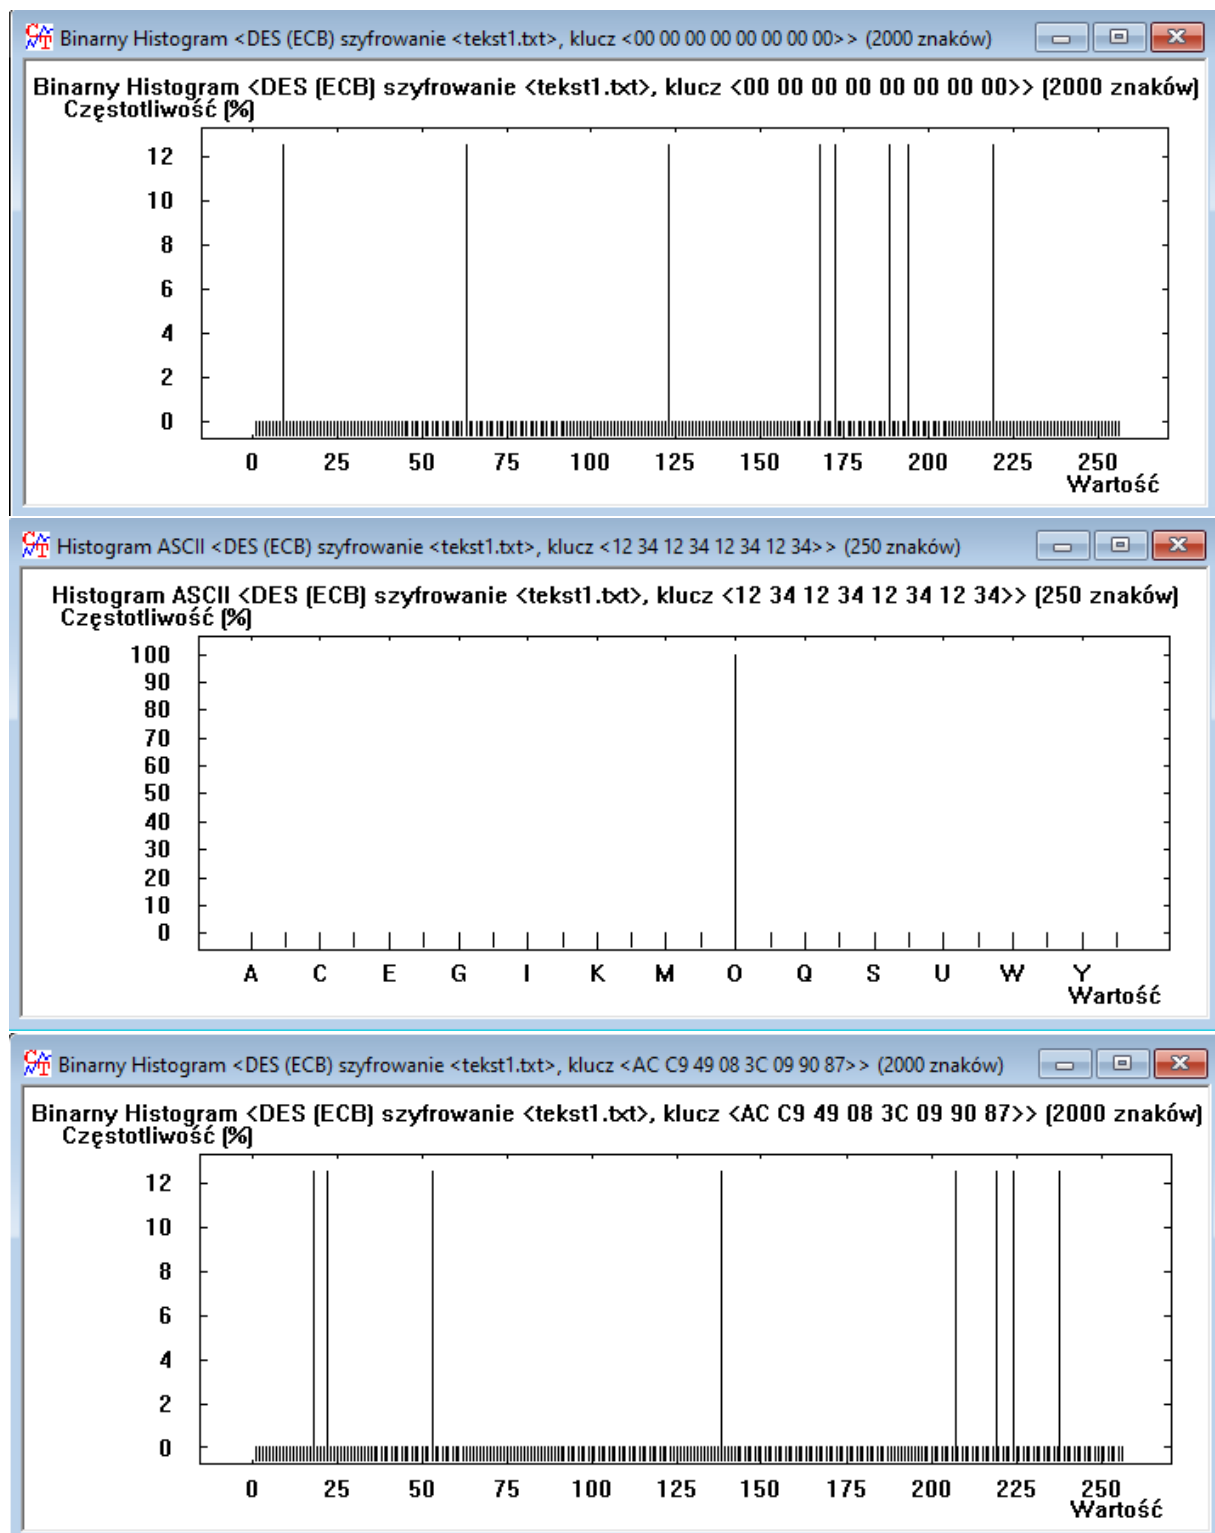 Binarny Histogram <DES (ECB) szyfrowanie <tekst1.txt>, klucz <00 00 00 00 00 00 00 00>> (2000 znaków)
Binarny Histogram <DES (ECB) szyfrowanie <tekst1.txt>, klucz <00 00 00 00 00 00 00 00>> (2000 znaków)
Częstotliwość (%)
12
10
8
6
4
2
0
0 25 50 75 100 125 150 175 200 225 250
Wartość
Histogram ASCII <DES (ECB) szyfrowanie <tekst1.txt>, klucz <12 34 12 34 12 34 12 34>> (250 znaków)
Histogram ASCII <DES (ECB) szyfrowanie <tekst1.txt>, klucz <12 34 12 34 12 34 12 34>> (250 znaków)
Częstotliwość (%)
100
90
80
70
60
50
40
30
20
10
0
A C E G I K M O Q S U W Y
Wartość
Binarny Histogram <DES (ECB) szyfrowanie <tekst1.txt>, klucz <AC C9 49 08 3C 09 90 87>> (2000 znaków)
Binarny Histogram <DES (ECB) szyfrowanie <tekst1.txt>, klucz <AC C9 49 08 3C 09 90 87>> (2000 znaków)
Częstotliwość (%)
12
10
8
6
4
2
0
0 25 50 75 100 125 150 175 200 225 250
Wartość